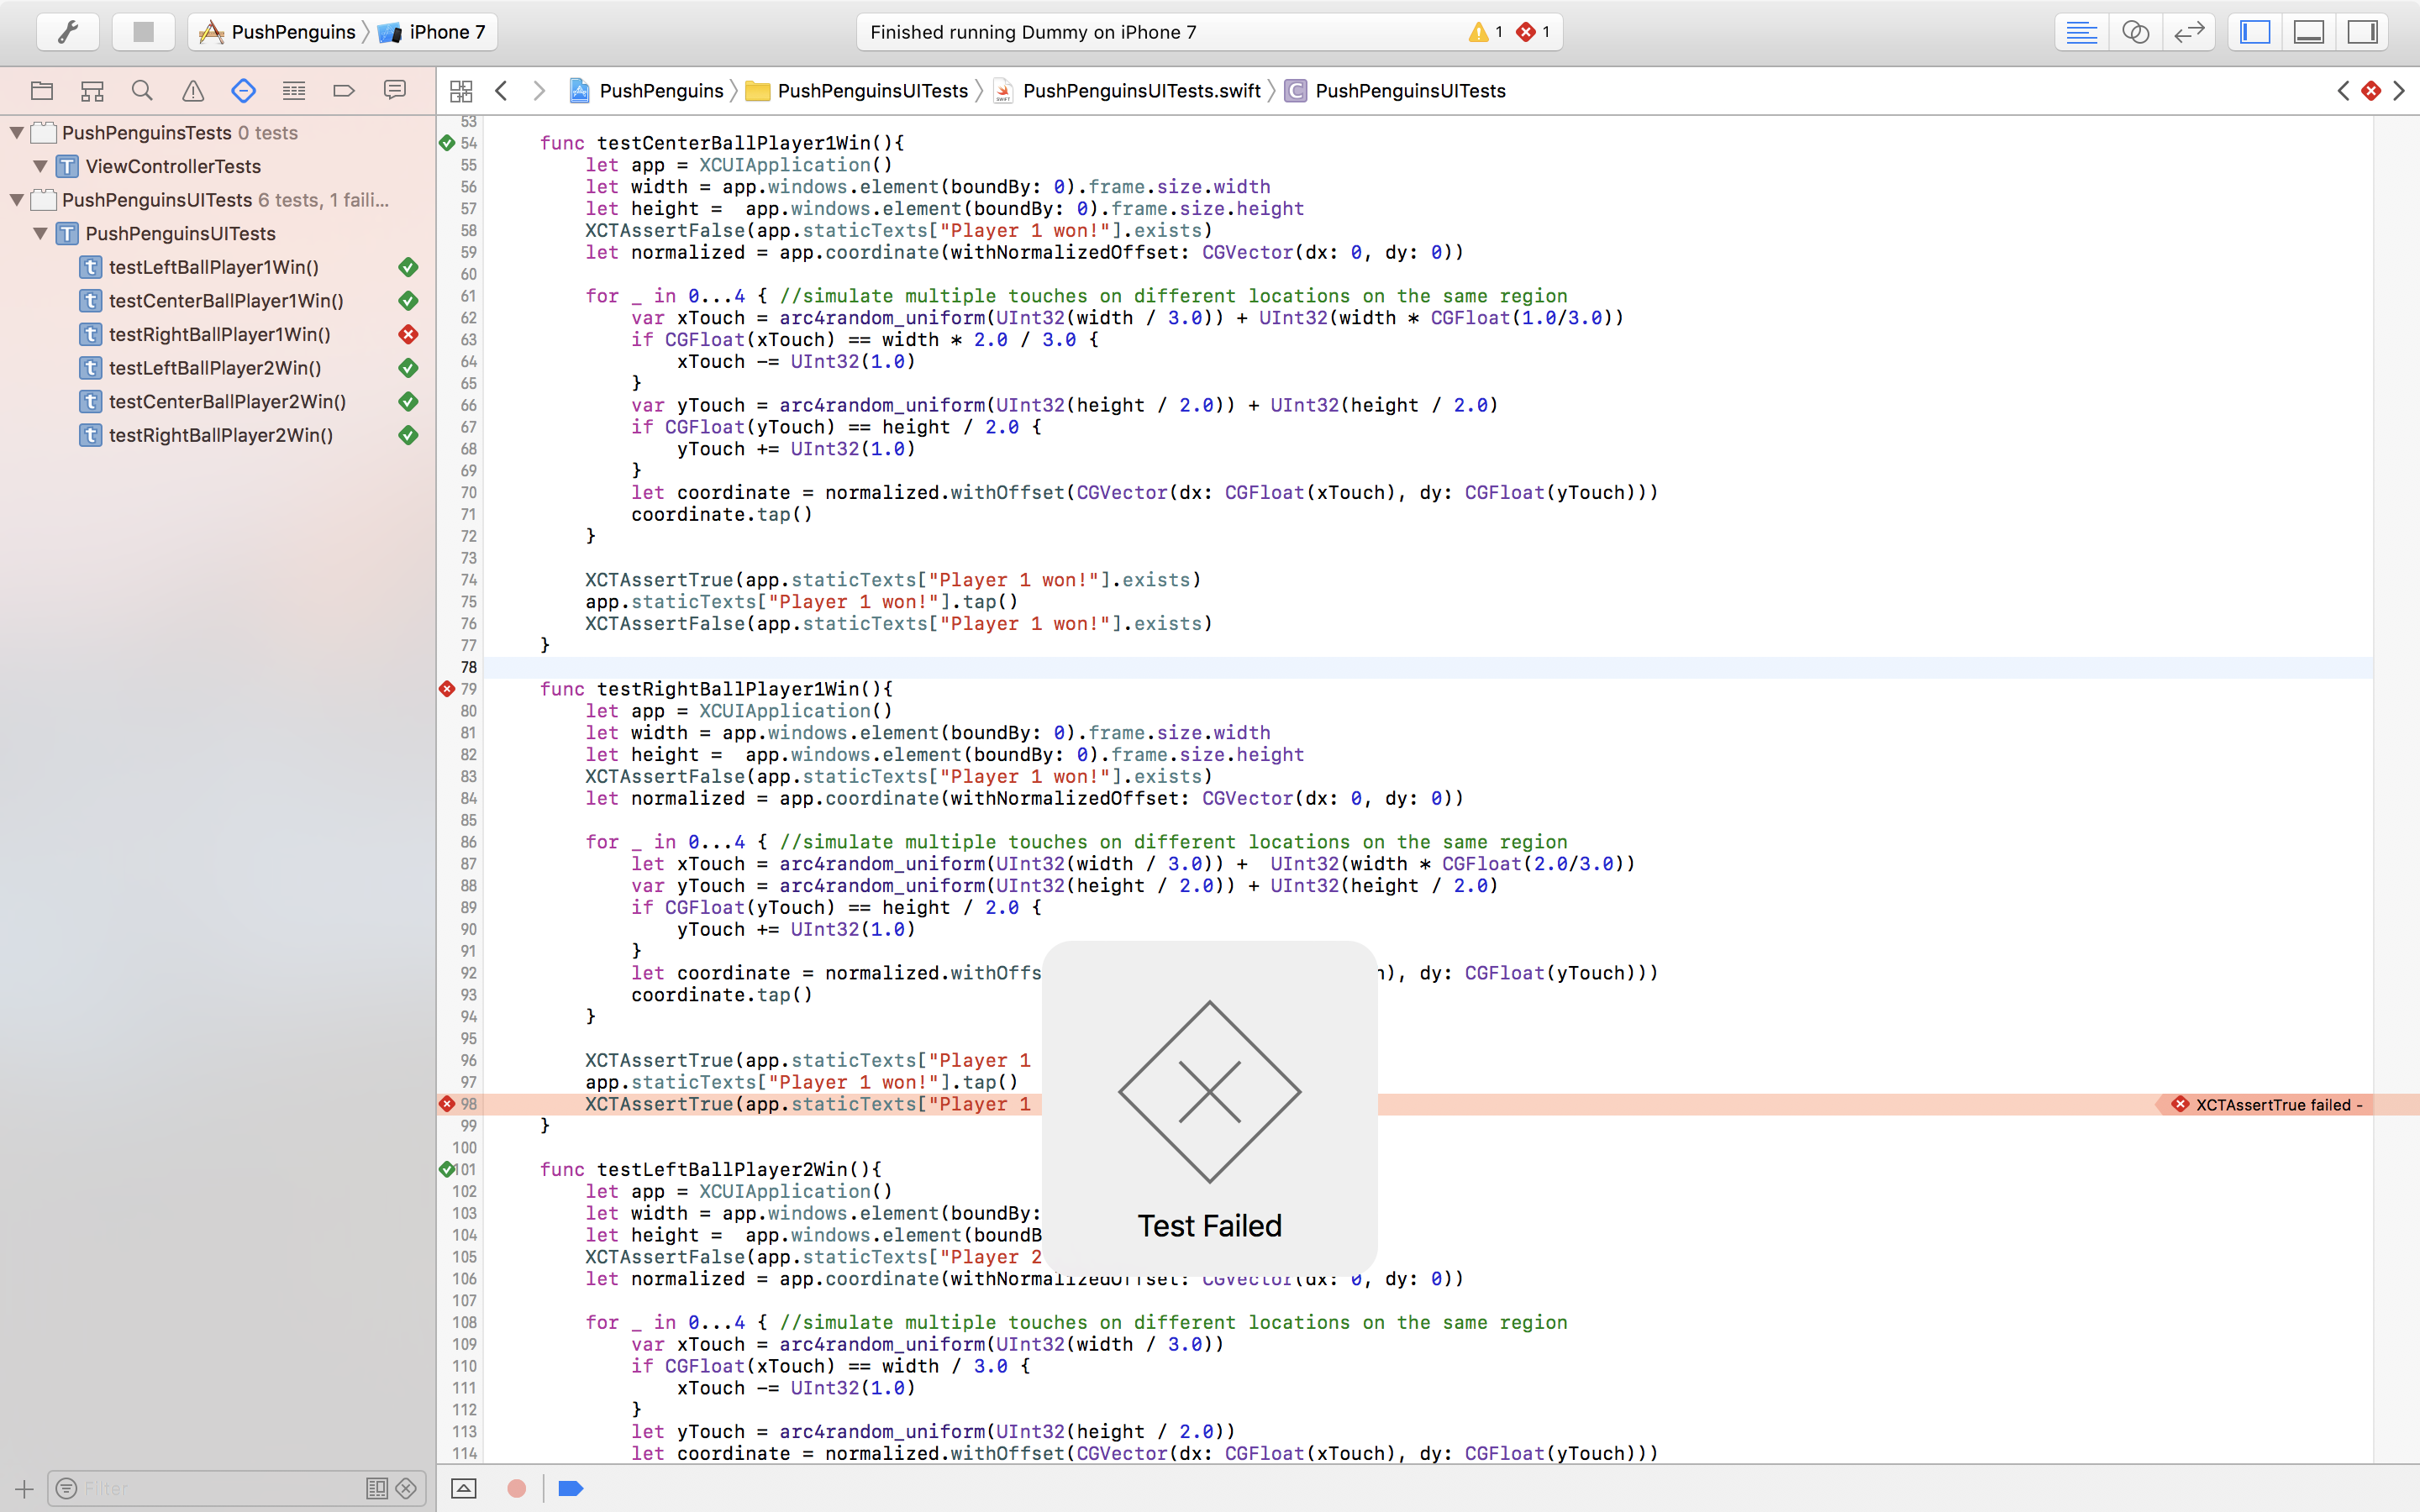 PushPenguins
iPhone 7
Finished running Dummy on iPhone 7
1
1
PushPenguins
PushPenguinsUITests
PushPenguinsUITests.swift
C
PushPenguinsUITests
PushPenguinsTests 0 tests
T ViewControllerTests
PushPenguinsUITests 6 tests, 1 faili...
T PushPenguinsUITests
t testLeftBallPlayer1Win()
t testCenterBallPlayer1Win()
t testRightBallPlayer1Win()
t testLeftBallPlayer2Win()
t testCenterBallPlayer2Win()
t testRightBallPlayer2Win()
Filter
53
54 func testCenterBallPlayer1Win(){
55 let app = XCUIApplication()
56 let width = app.windows.element(boundBy: 0).frame.size.width
57 let height =  app.windows.element(boundBy: 0).frame.size.height
58 XCTAssertFalse(app.staticTexts["Player 1 won!"].exists)
59 let normalized = app.coordinate(withNormalizedOffset: CGVector(dx: 0, dy: 0))
60
61 for _ in 0...4 { //simulate multiple touches on different locations on the same region
62 var xTouch = arc4random_uniform(UInt32(width / 3.0)) + UInt32(width * CGFloat(1.0/3.0))
63 if CGFloat(xTouch) == width * 2.0 / 3.0 {
64 xTouch -= UInt32(1.0)
65 }
66 var yTouch = arc4random_uniform(UInt32(height / 2.0)) + UInt32(height / 2.0)
67 if CGFloat(yTouch) == height / 2.0 {
68 yTouch += UInt32(1.0)
69 }
70 let coordinate = normalized.withOffset(CGVector(dx: CGFloat(xTouch), dy: CGFloat(yTouch)))
71 coordinate.tap()
72 }
73
74 XCTAssertTrue(app.staticTexts["Player 1 won!"].exists)
75 app.staticTexts["Player 1 won!"].tap()
76 XCTAssertFalse(app.staticTexts["Player 1 won!"].exists)
77 }
78
79 func testRightBallPlayer1Win(){
80 let app = XCUIApplication()
81 let width = app.windows.element(boundBy: 0).frame.size.width
82 let height =  app.windows.element(boundBy: 0).frame.size.height
83 XCTAssertFalse(app.staticTexts["Player 1 won!"].exists)
84 let normalized = app.coordinate(withNormalizedOffset: CGVector(dx: 0, dy: 0))
85
86 for _ in 0...4 { //simulate multiple touches on different locations on the same region
87 let xTouch = arc4random_uniform(UInt32(width / 3.0)) +  UInt32(width * CGFloat(2.0/3.0))
88 var yTouch = arc4random_uniform(UInt32(height / 2.0)) + UInt32(height / 2.0)
89 if CGFloat(yTouch) == height / 2.0 {
90 yTouch += UInt32(1.0)
91 }
92 let coordinate = normalized.withOffs h), dy: CGFloat(yTouch)))
93 coordinate.tap()
94 }
95
96 XCTAssertTrue(app.staticTexts["Player 1
97 app.staticTexts["Player 1 won!"].tap()
98 XCTAssertTrue(app.staticTexts["Player 1 XCTAssertTrue failed -
99 }
100
101 func testLeftBallPlayer2Win(){
102 let app = XCUIApplication()
103 let width = app.windows.element(boundBy:
104 let height =  app.windows.element(boundB
105 XCTAssertFalse(app.staticTexts["Player 2
106 let normalized = app.coordinate(withNormalizedOffset: CGVector(dx: 0, dy: 0))
107
108 for _ in 0...4 { //simulate multiple touches on different locations on the same region
109 var xTouch = arc4random_uniform(UInt32(width / 3.0))
110 if CGFloat(xTouch) == width / 3.0 {
111 xTouch -= UInt32(1.0)
112 }
113 let yTouch = arc4random_uniform(UInt32(height / 2.0))
114 let coordinate = normalized.withOffset(CGVector(dx: CGFloat(xTouch), dy: CGFloat(yTouch)))
Test Failed